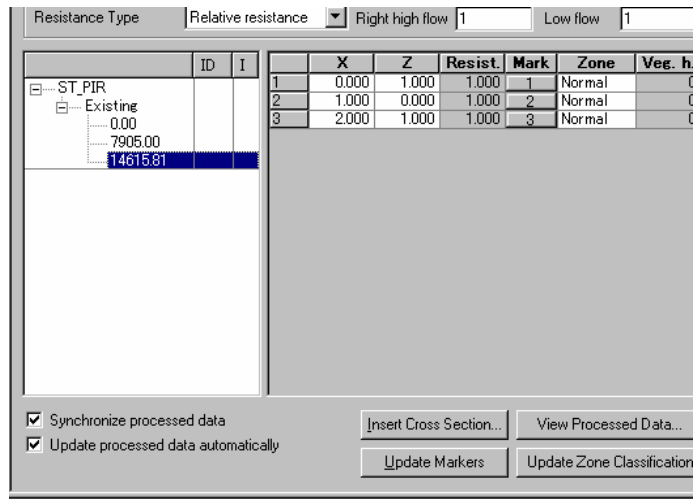 Resistance Type Relative resistance Right high flow 1 Low flow 1
ID I
ST_PIR
Existing
0.00
7905.00
14615.81
X Z Resist. Mark Zone Veg. h.
1 0.000 1.000 1.000 1 Normal 0
2 1.000 0.000 1.000 2 Normal 0
3 2.000 1.000 1.000 3 Normal 0
Synchronize processed data
Update processed data automatically
Insert Cross Section... View Processed Data...
Update Markers Update Zone Classification